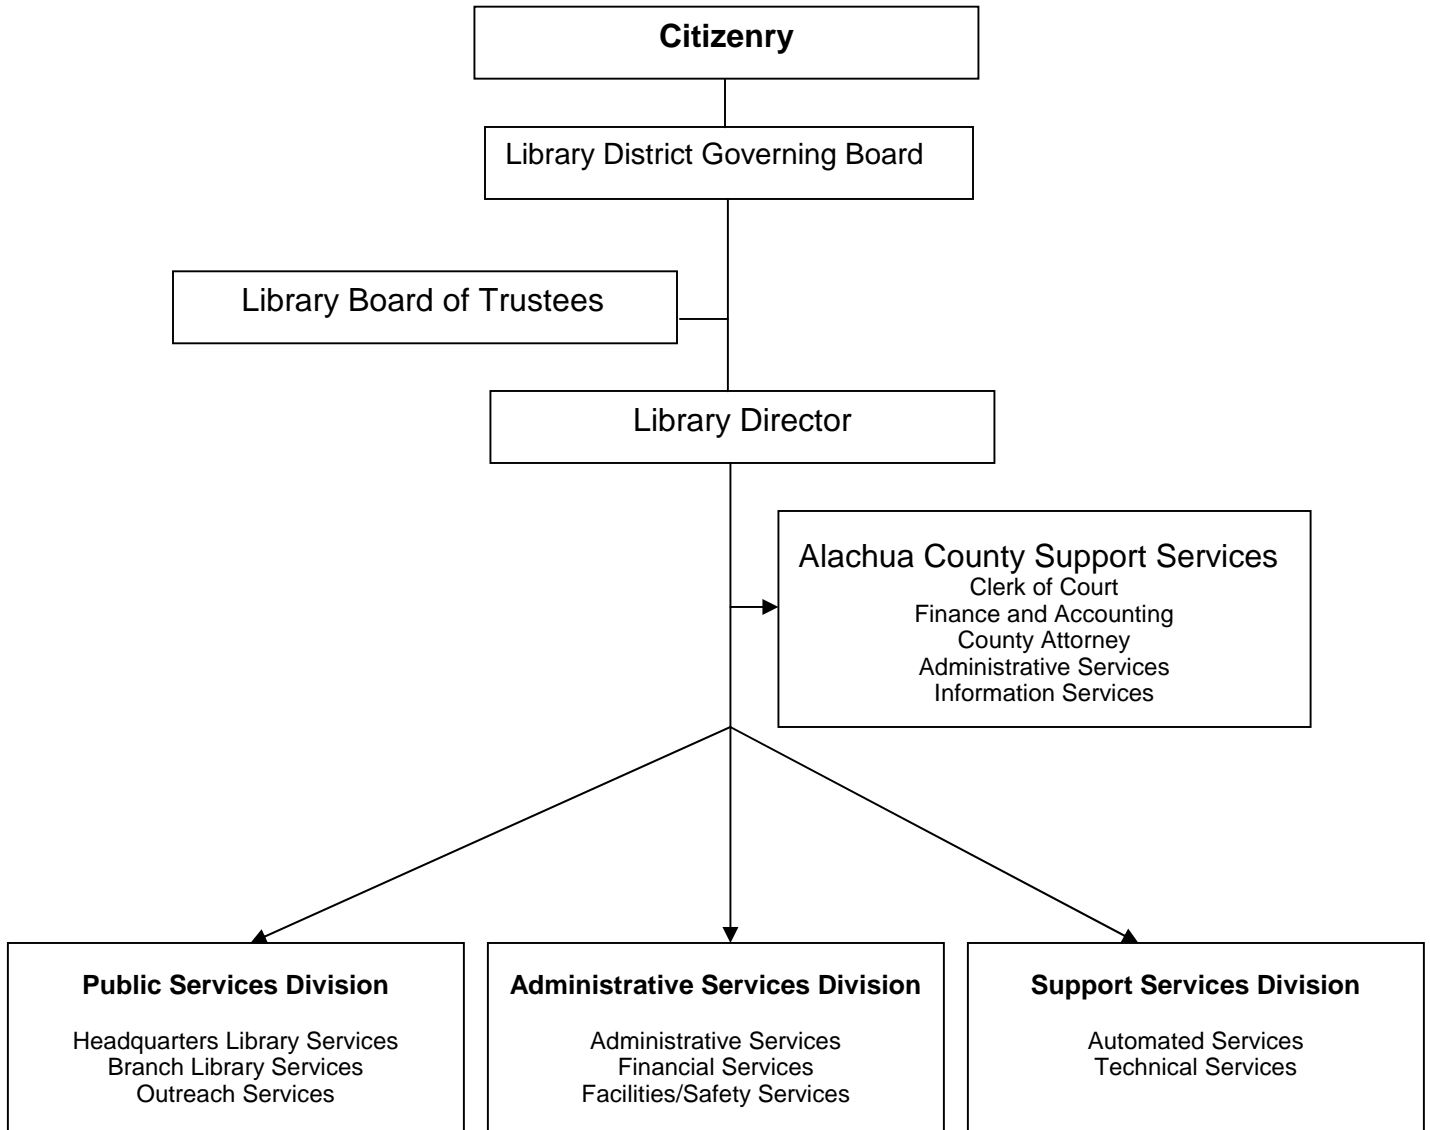 Citizenry
Library District Governing Board
Library Board of Trustees
Library Director
Alachua County Support Services
Clerk of Court
Finance and Accounting
County Attorney
Administrative Services
Information Services
Public Services Division
Headquarters Library Services
Branch Library Services
Outreach Services
Administrative Services Division
Administrative Services
Financial Services
Facilities/Safety Services
Support Services Division
Automated Services
Technical Services